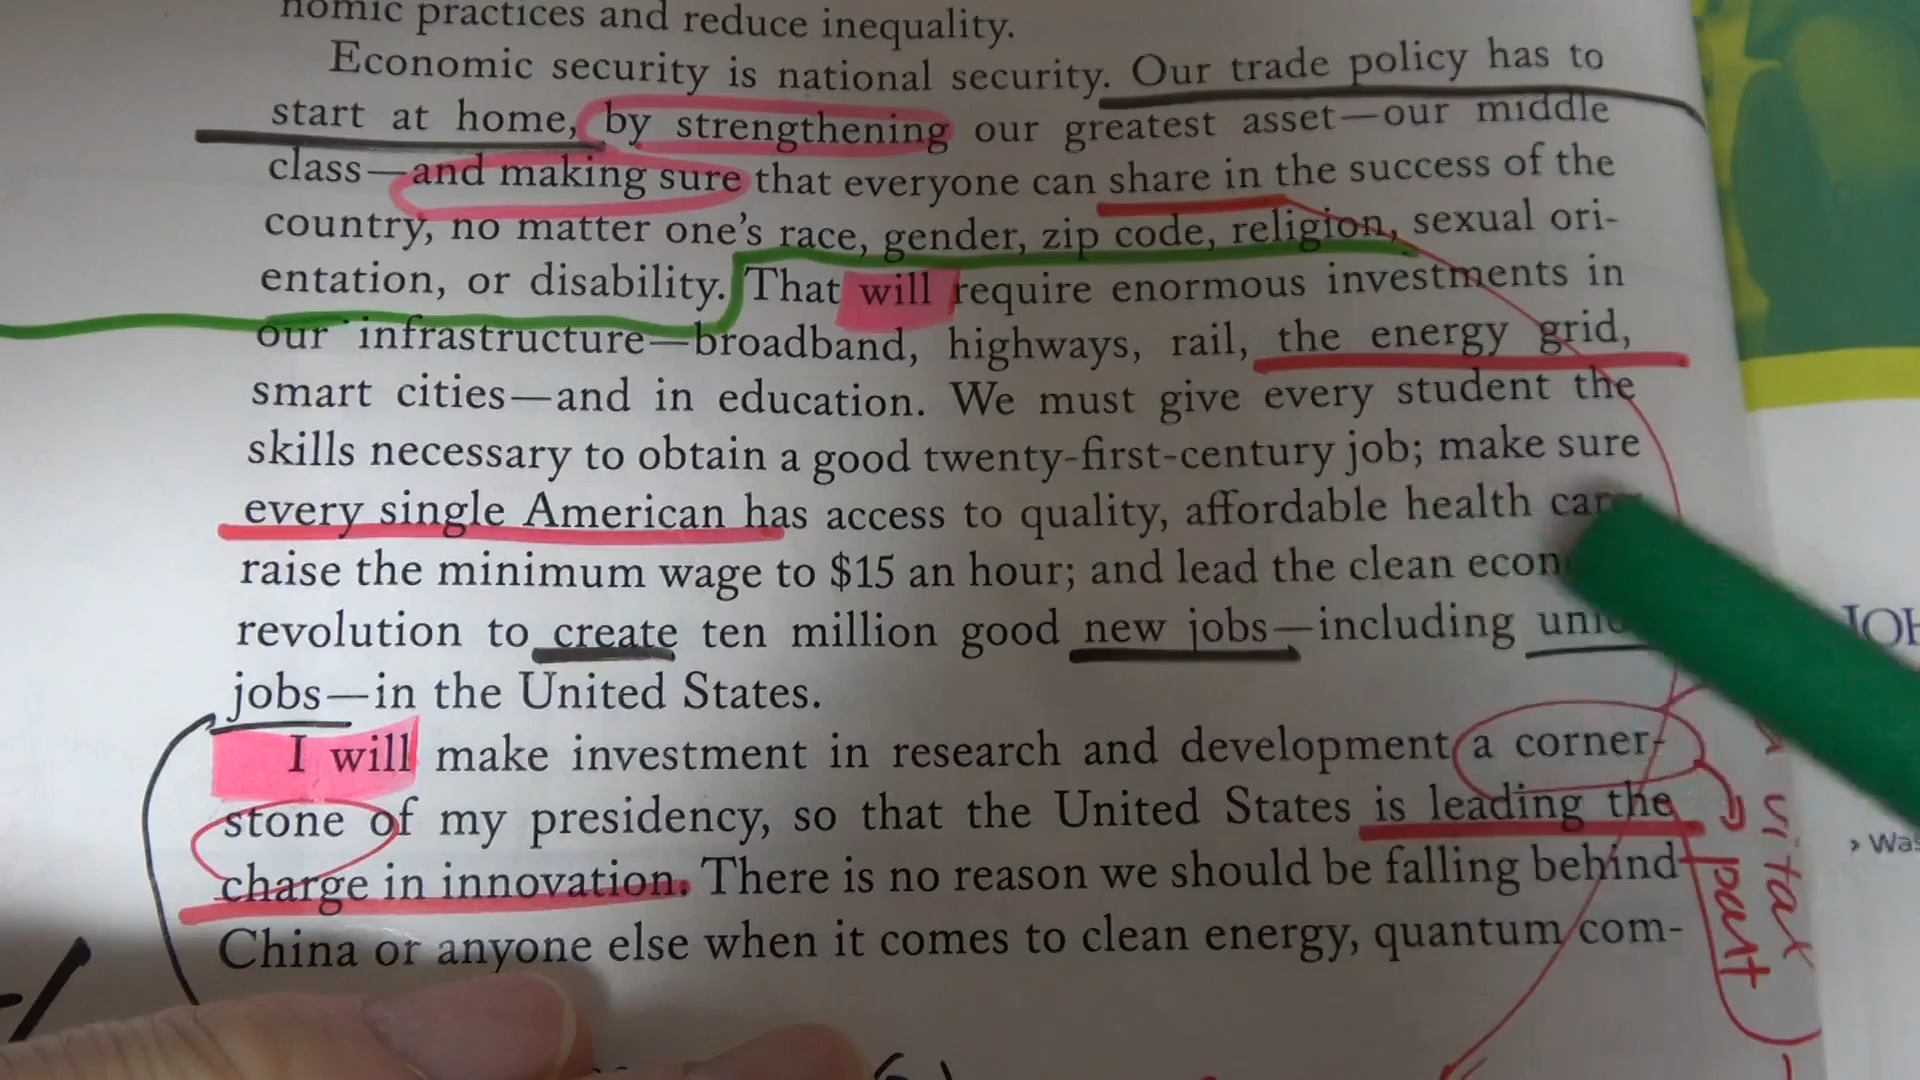 nomic practices and reduce inequality.
Economic security is national security. Our trade policy has to
start at home, by strengthening our greatest asset—our middle
class—and making sure that everyone can share in the success of the
country, no matter one's race, gender, zip code, religion, sexual ori-
entation, or disability. That will require enormous investments in
our infrastructure—broadband, highways, rail, the energy grid,
smart cities—and in education. We must give every student the
skills necessary to obtain a good twenty-first-century job; make sure
every single American has access to quality, affordable health
raise the minimum wage to $15 an hour; and lead the clean
revolution to create ten million good new jobs—including
jobs—in the United States.
I will make investment in research and development a corner-
stone of my presidency, so that the United States is leading the
charge in innovation. There is no reason we should be falling behind
China or anyone else when it comes to clean energy, quantum com-
a vital
part